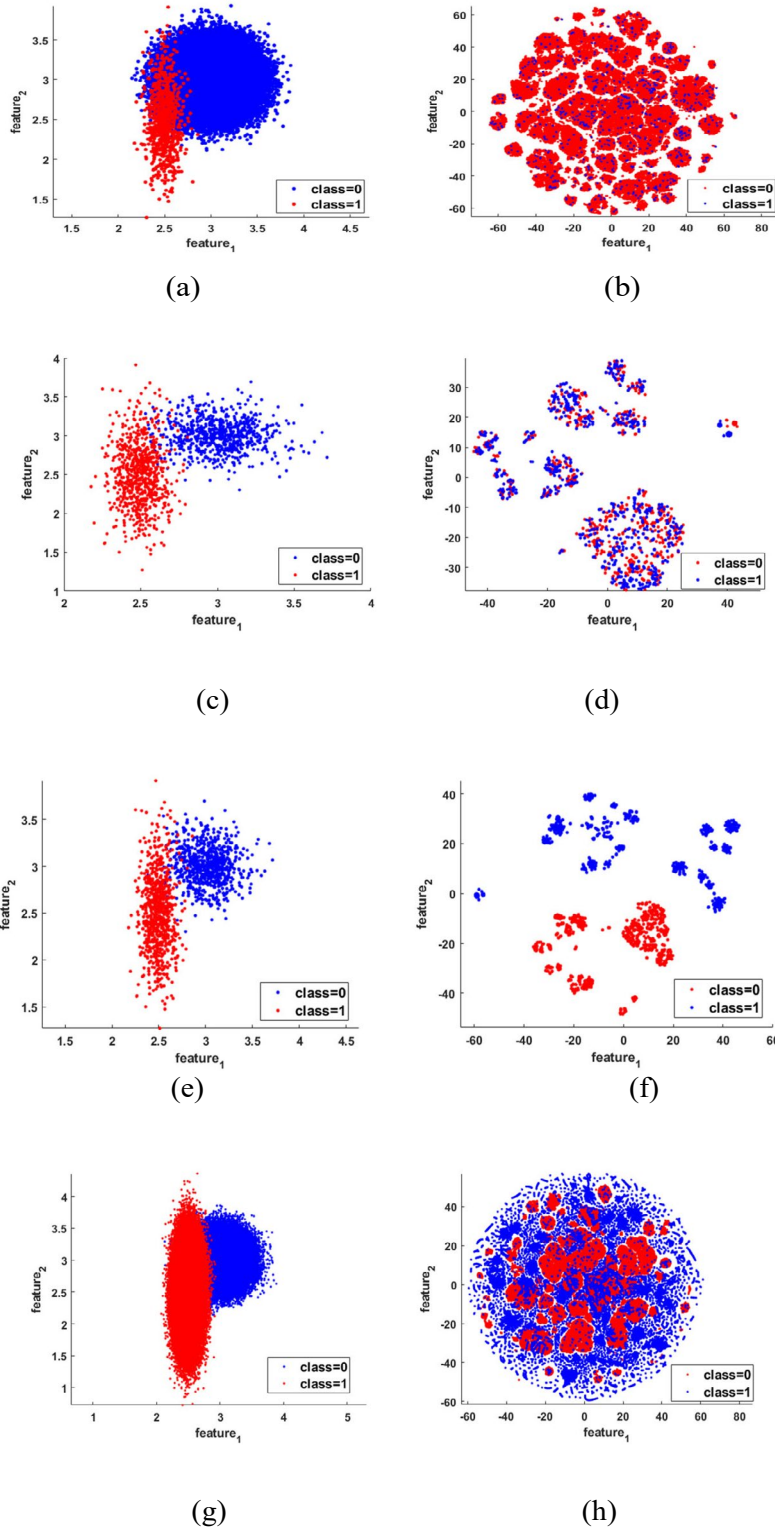 3.5
3
2.5
2
1.5
feature₂
1.5 2 2.5 3 3.5 4 4.5
feature₁
class=0
class=1
(a)
60
40
20
0
-20
-40
-60
feature₂
-60 -40 -20 0 20 40 60 80
feature₁
class=0
class=1
(b)
4
3.5
3
2.5
2
1.5
1
feature₂
2 2.5 3 3.5 4
feature₁
class=0
class=1
(c)
30
20
10
0
-10
-20
-30
feature₂
-40 -20 0 20 40
feature₁
class=0
class=1
(d)
3.5
3
2.5
2
1.5
feature₂
1.5 2 2.5 3 3.5 4 4.5
feature₁
class=0
class=1
(e)
40
20
0
-20
-40
feature₂
-60 -40 -20 0 20 40 60
feature₁
class=0
class=1
(f)
4
3.5
3
2.5
2
1.5
1
feature₂
1 2 3 4 5
feature₁
class=0
class=1
(g)
40
20
0
-20
-40
-60
feature₂
-60 -40 -20 0 20 40 60 80
feature₁
class=0
class=1
(h)